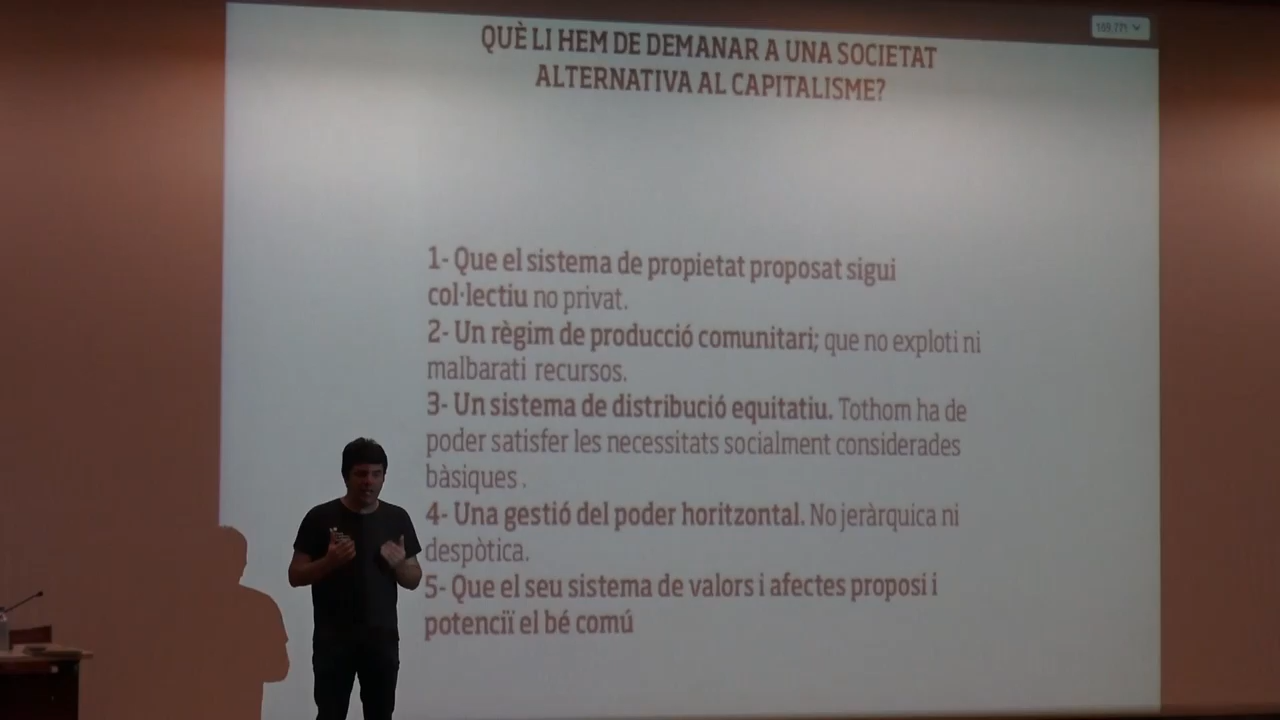 QUÈ LI HEM DE DEMANAR A UNA SOCIETAT
ALTERNATIVA AL CAPITALISME?
1- Que el sistema de propietat proposat sigui
col·lectiu no privat.
2- Un règim de producció comunitari; que no exploti ni
malbarati recursos.
3- Un sistema de distribució equitatiu. Tothom ha de
poder satisfer les necessitats socialment considerades
bàsiques .
4- Una gestió del poder horitzontal. No jeràrquica ni
despòtica.
5- Que el seu sistema de valors i afectes proposi i
potenciï el bé comú